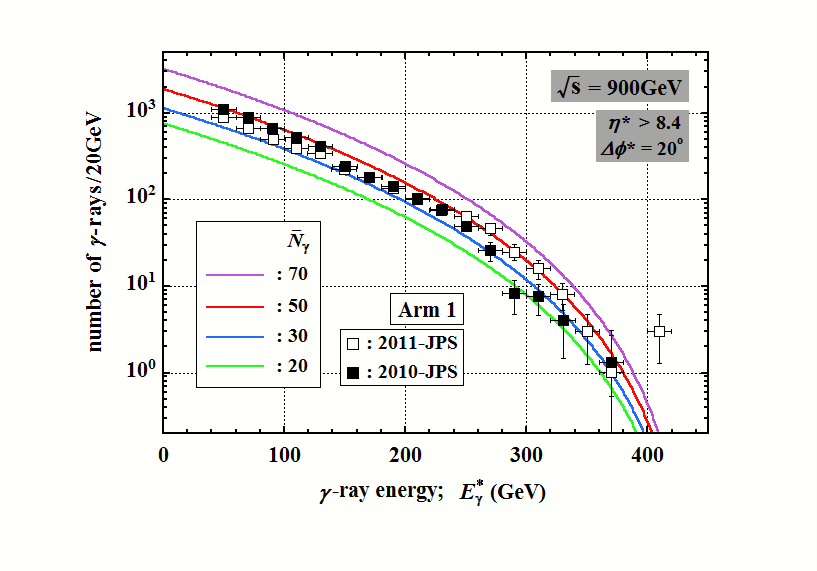 √s = 900GeV
η* > 8.4
Δϕ* = 20°
number of γ-rays/20GeV
10³
10²
10¹
10⁰
N̄γ
: 70
: 50
: 30
: 20
Arm 1
: 2011-JPS
: 2010-JPS
0 100 200 300 400
γ-ray energy; E*γ (GeV)